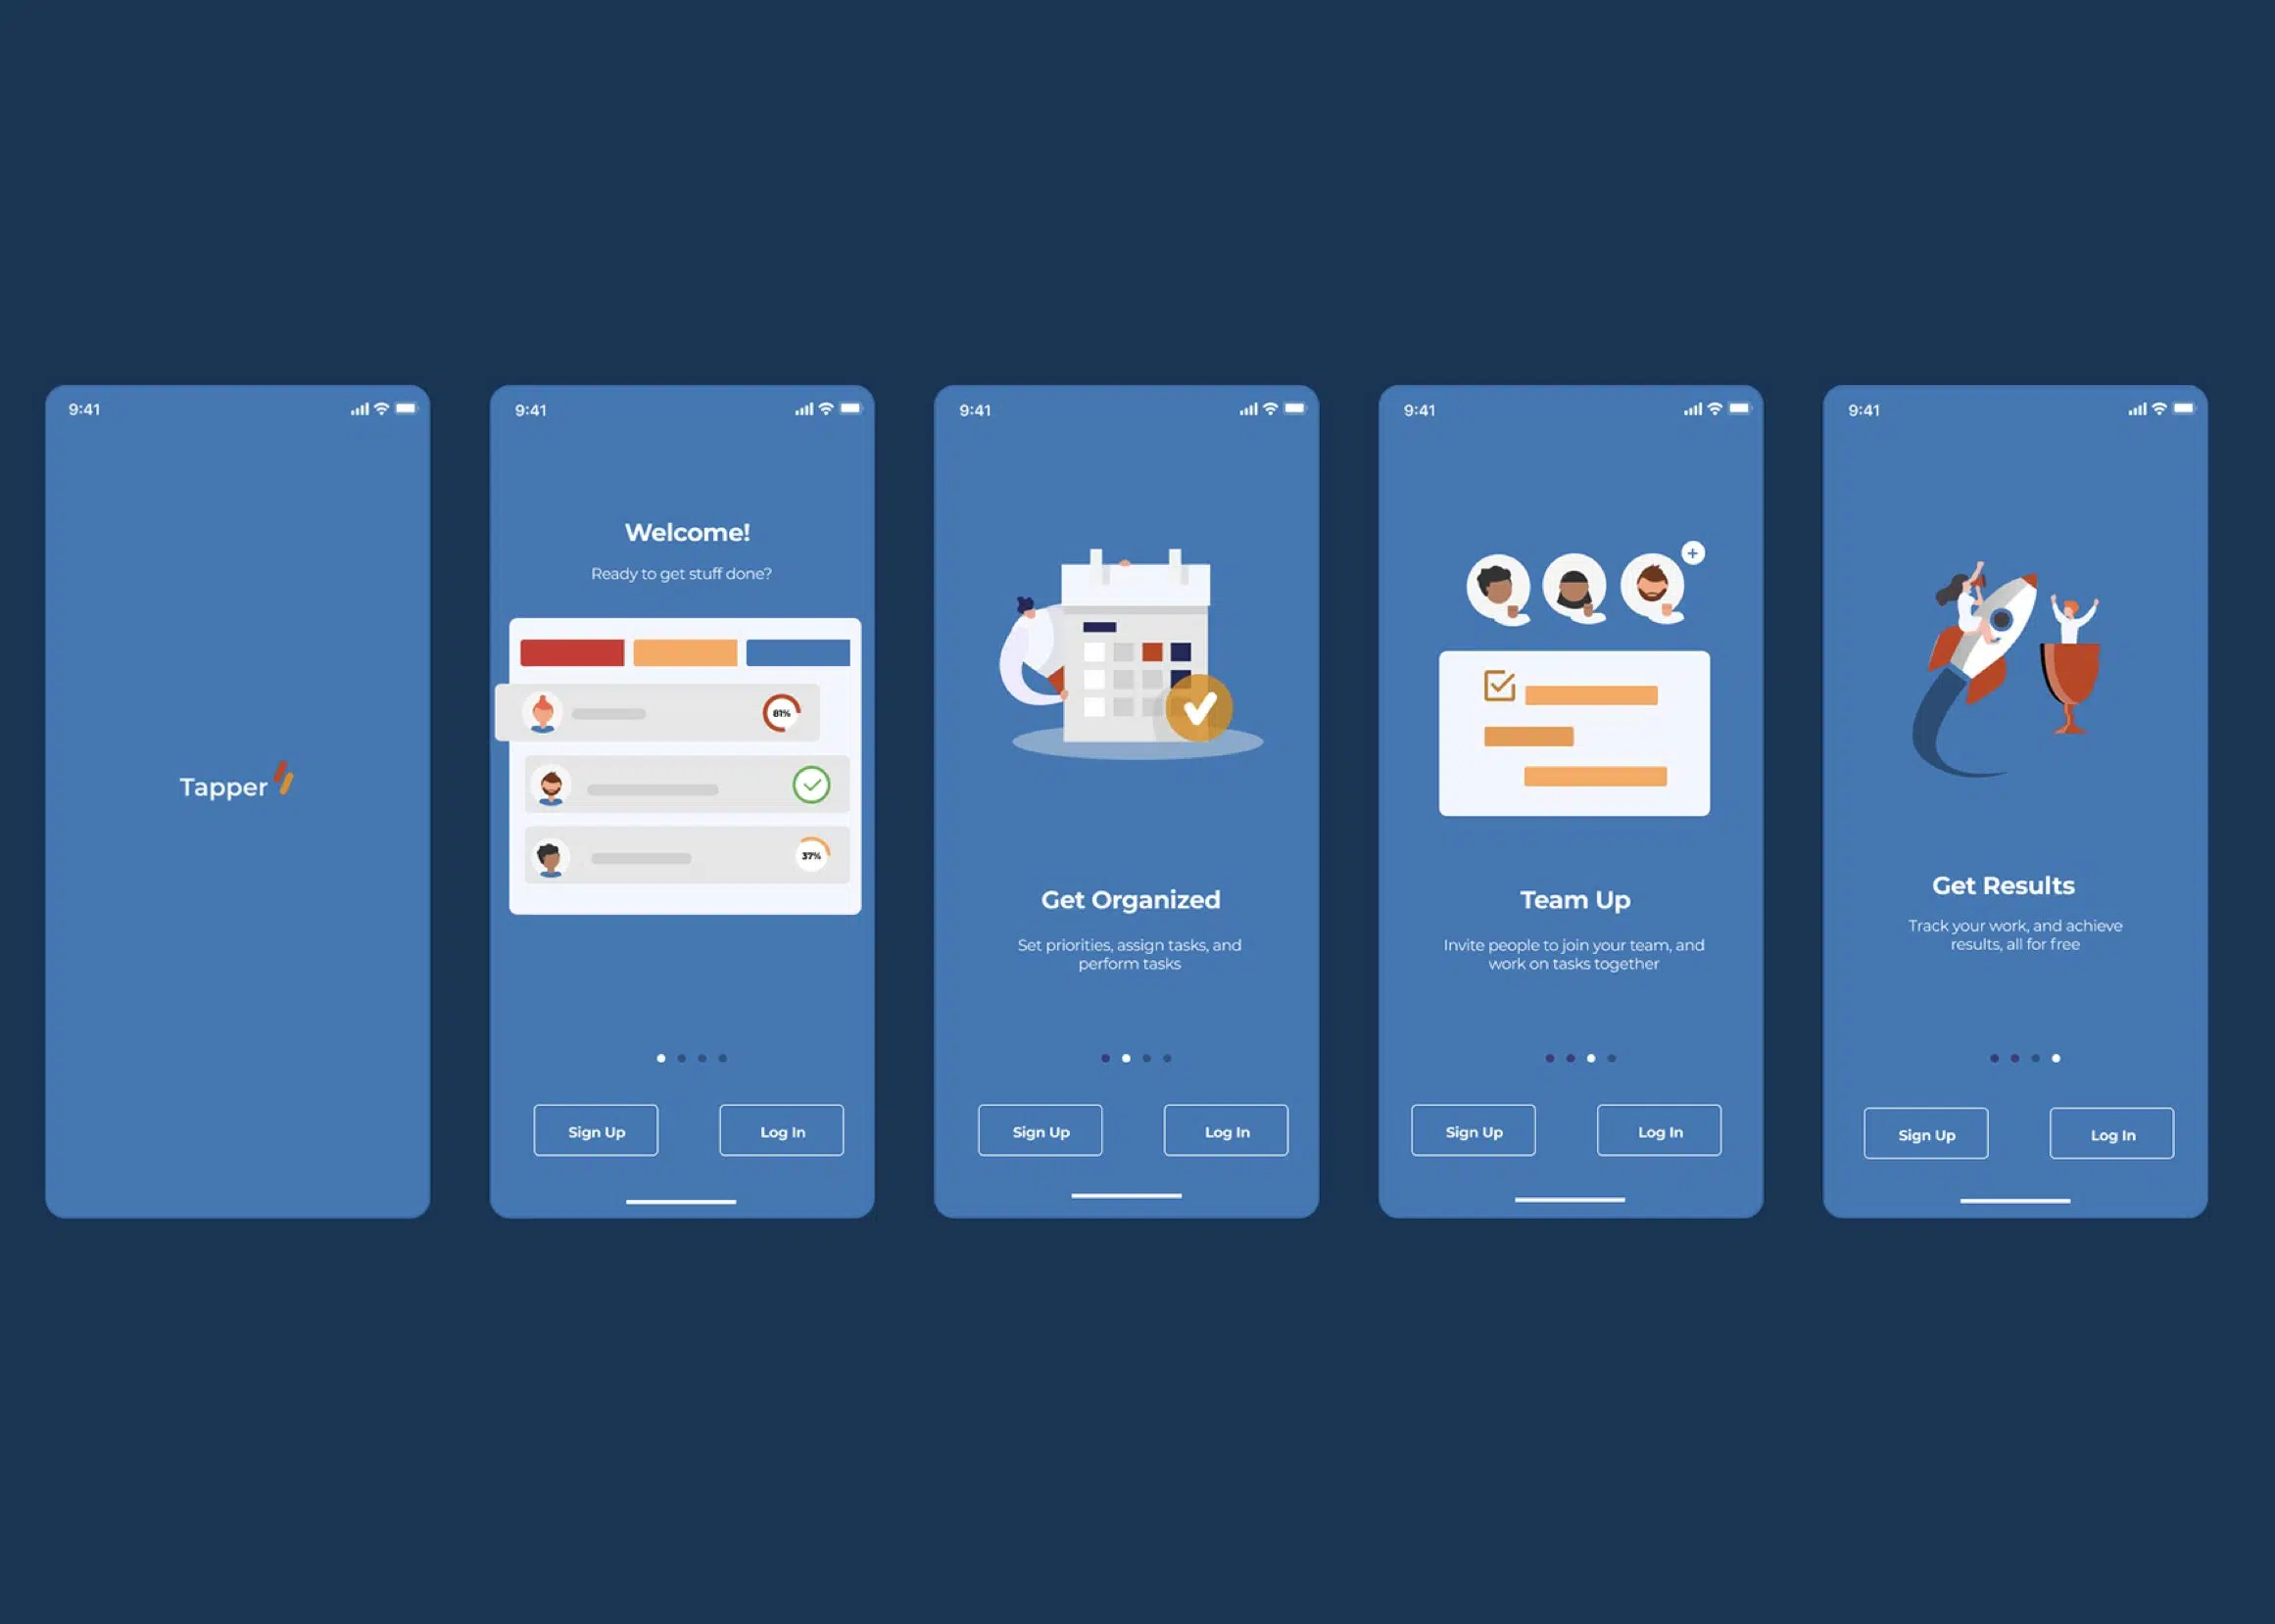 9:41
Tapper
9:41
Welcome!
Ready to get stuff done?
81%
37%
Sign Up
Log In
9:41
Get Organized
Set priorities, assign tasks, and
perform tasks
Sign Up
Log In
9:41
Team Up
Invite people to join your team, and
work on tasks together
Sign Up
Log In
9:41
Get Results
Track your work, and achieve
results, all for free
Sign Up
Log In